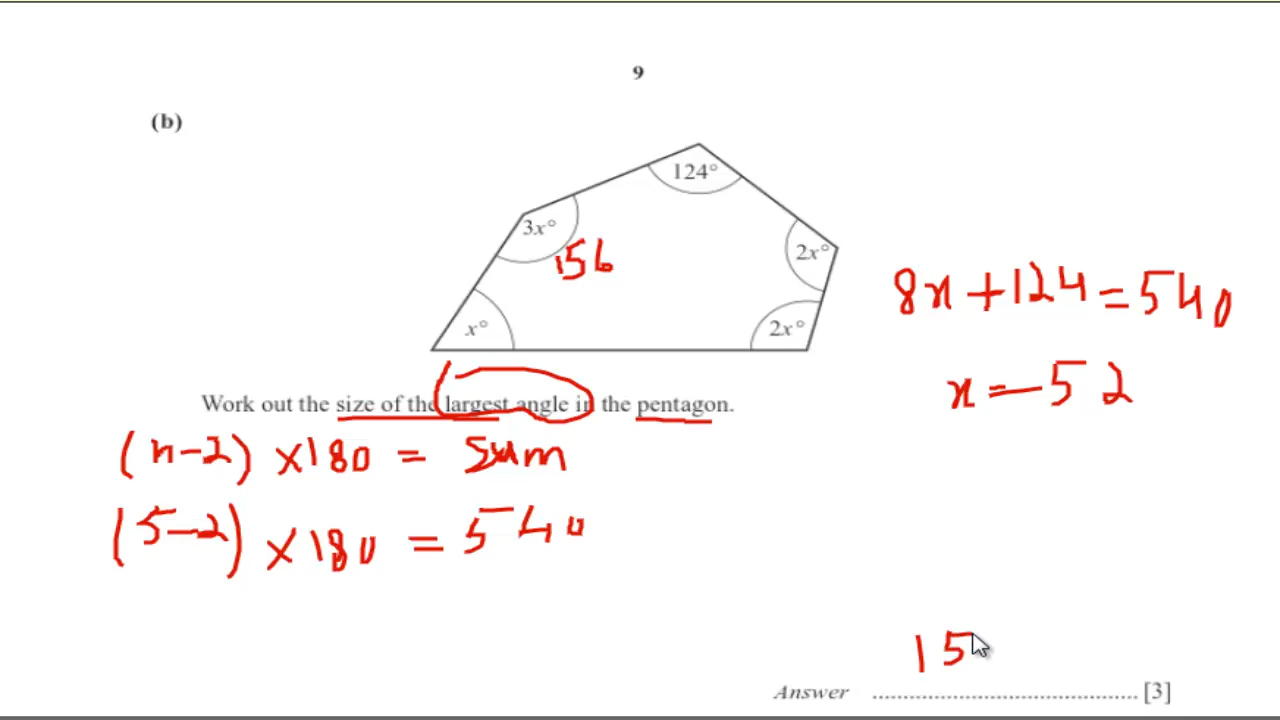 9
(b)
124°
3x°
156
2x°
8x+124=540
x°
2x°
x=52
Work out the size of the largest angle in the pentagon.
(n-2) ×180 = Sum
(5-2) ×180 = 540
15
Answer .......................................... [3]